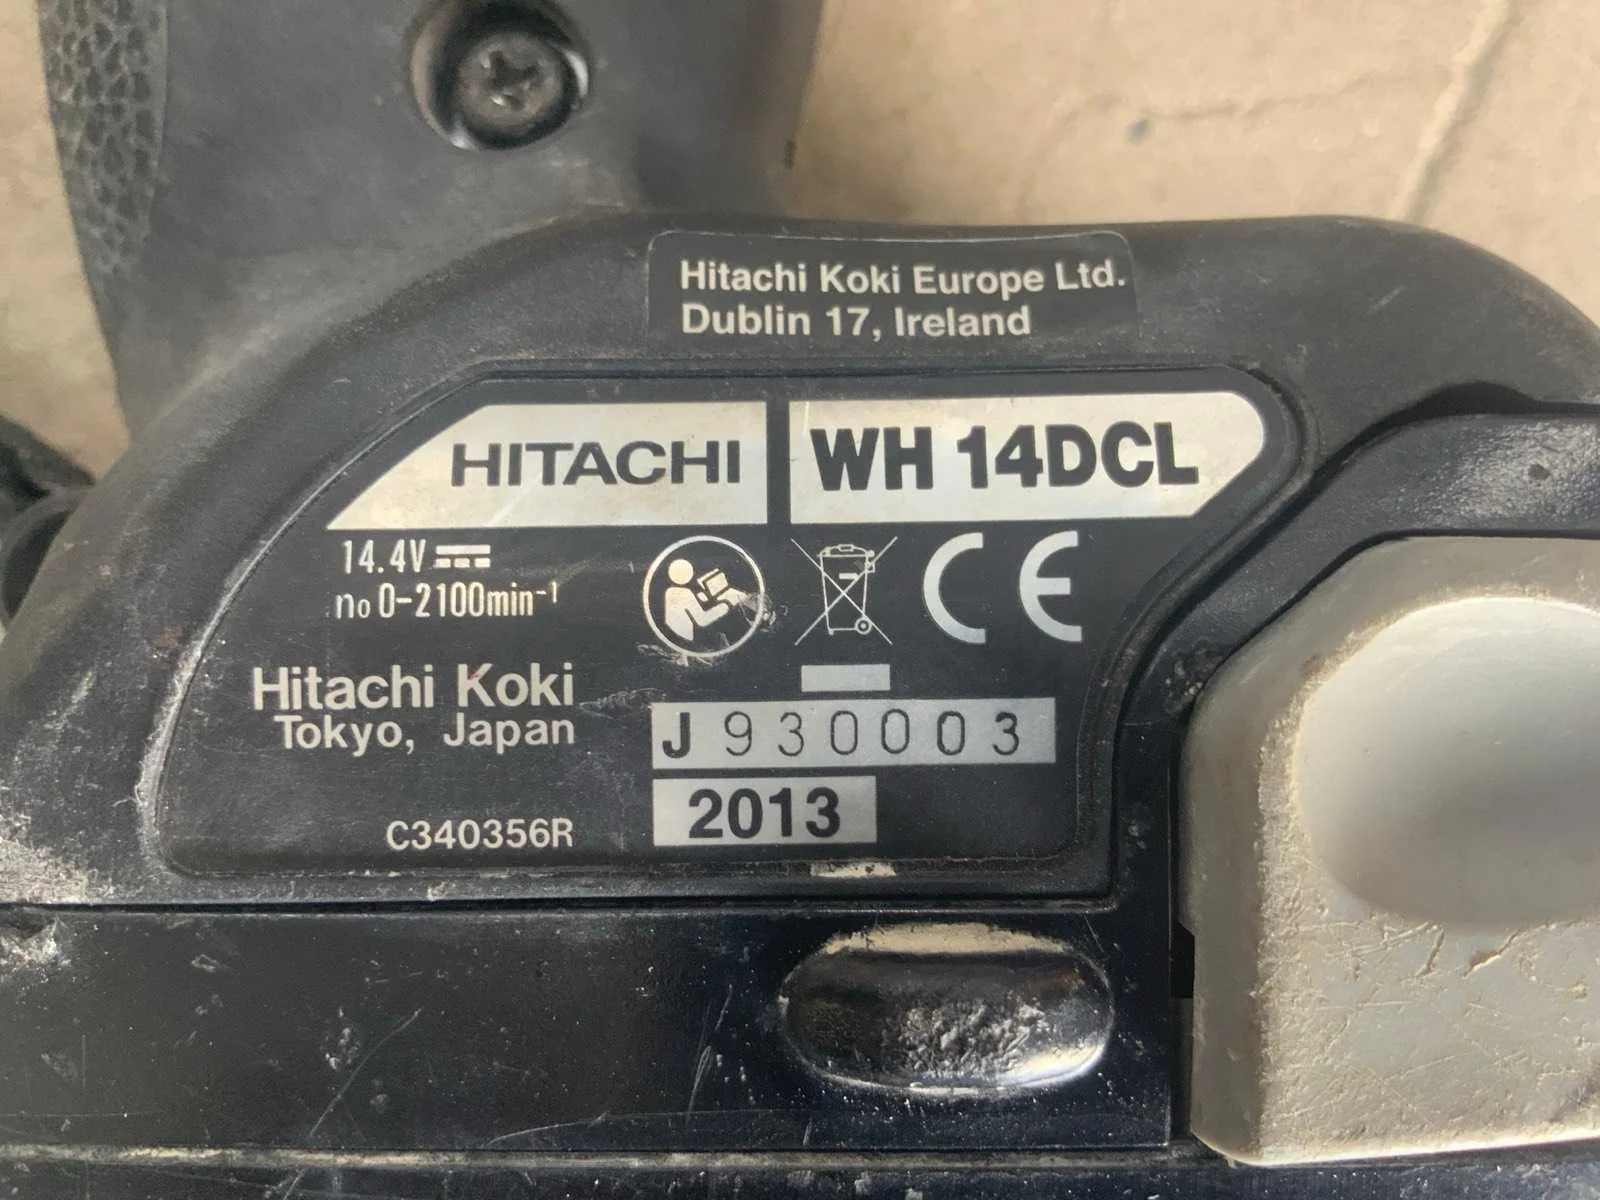 Hitachi Koki Europe Ltd.
Dublin 17, Ireland
HITACHI WH 14DCL
14.4V
no 0-2100min-1
CE
Hitachi Koki
Tokyo, Japan
J 930003
C340356R
2013